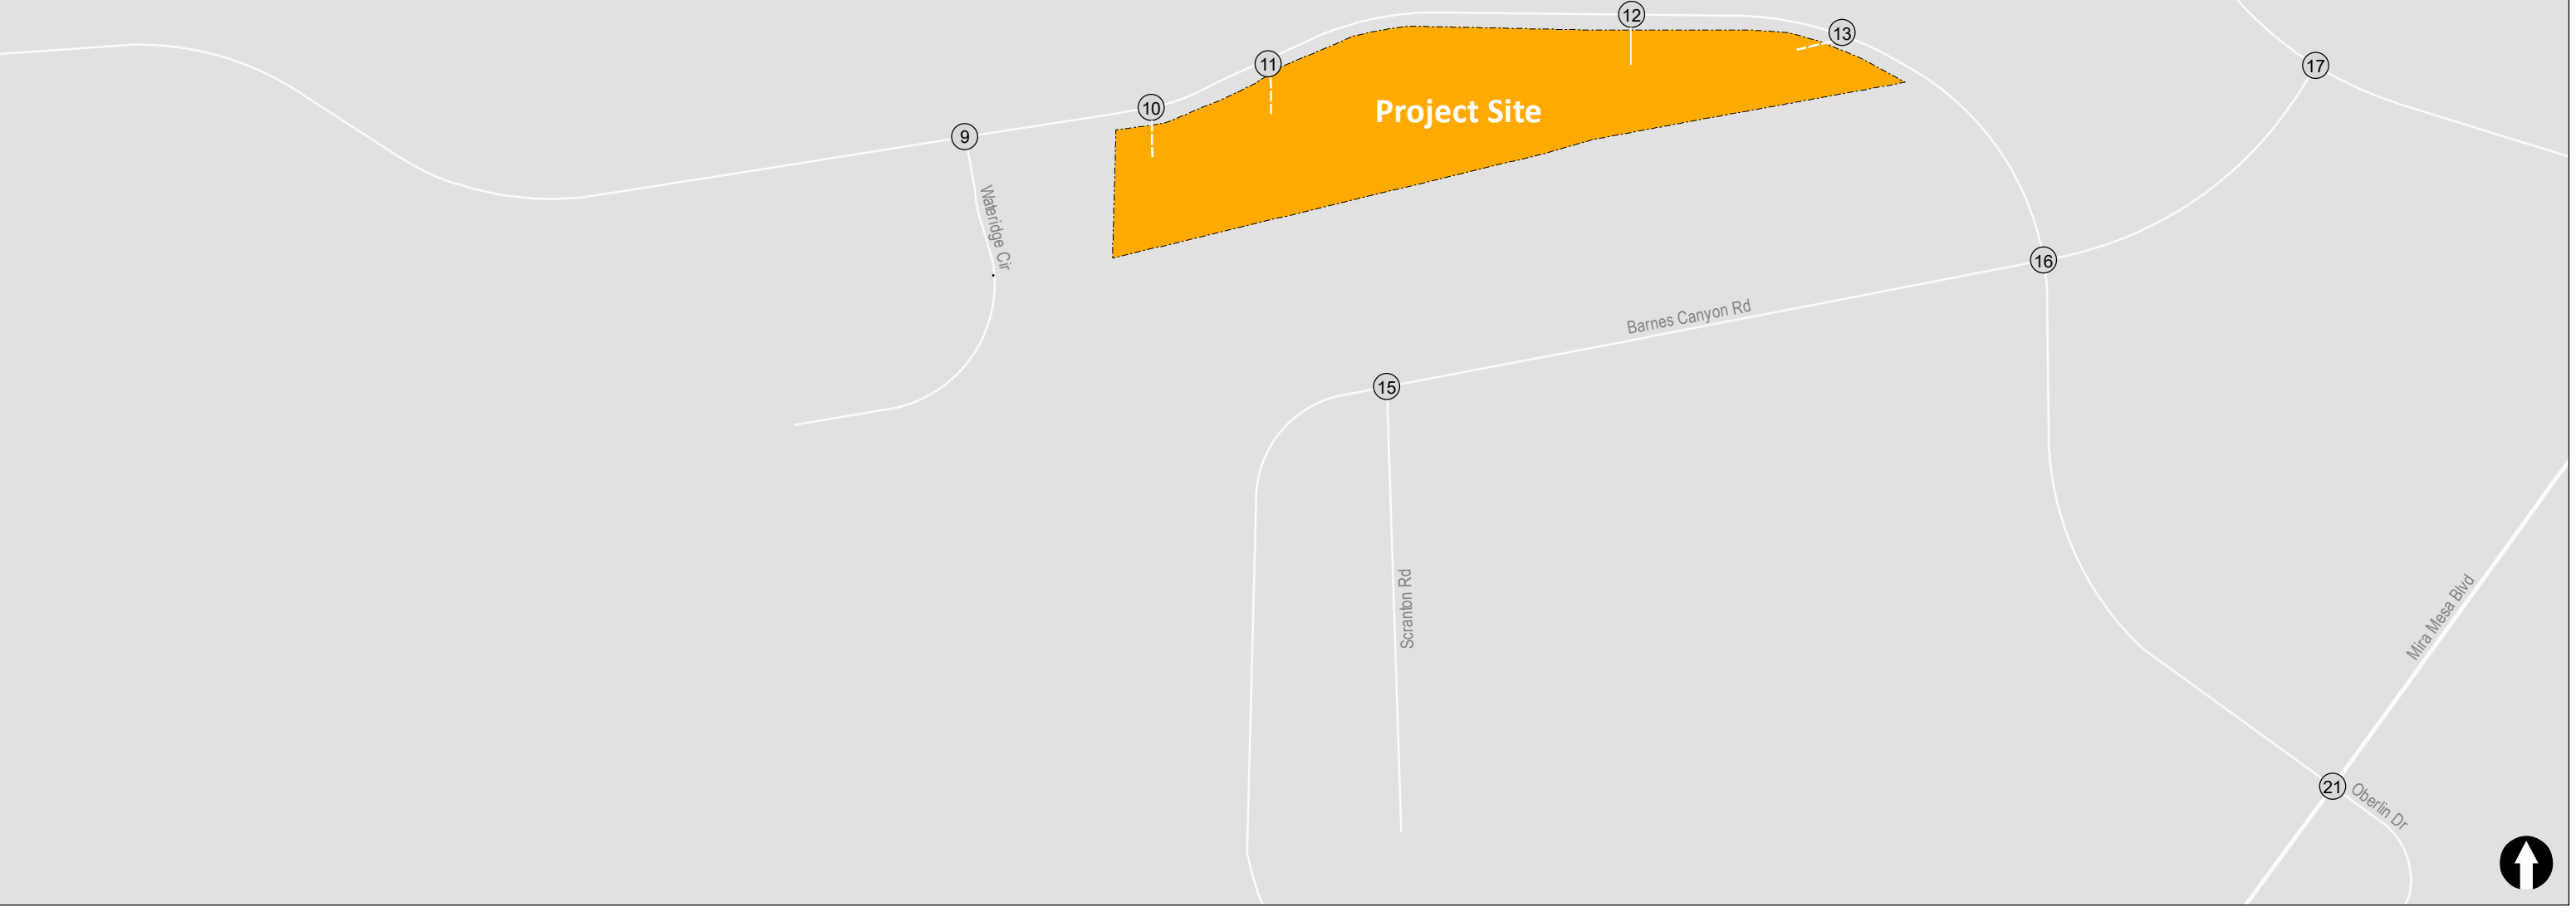 12
13
11
17
10
Project Site
9
Wateridge Cir
16
Barnes Canyon Rd
15
Scranton Rd
Mira Mesa Blvd
21
Oberlin Dr